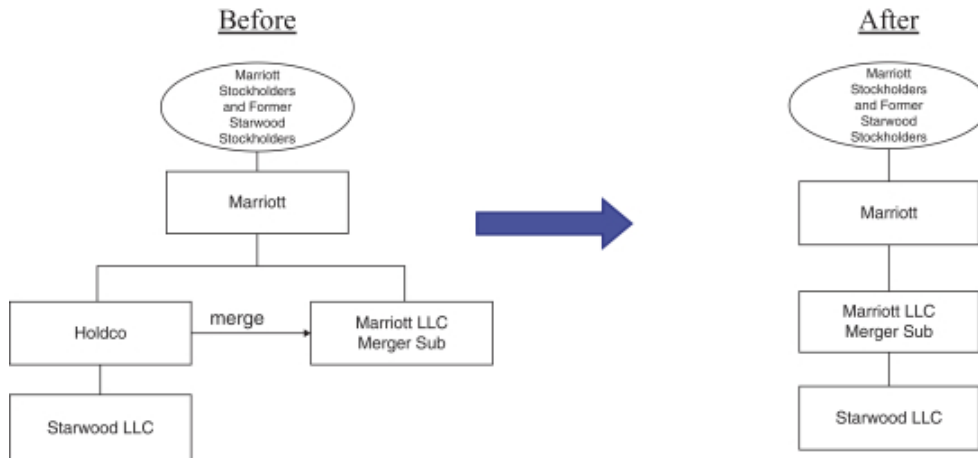 Before
After
Marriott
Stockholders
and Former
Starwood
Stockholders
Marriott
Stockholders
and Former
Starwood
Stockholders
Marriott
Marriott
Holdco
merge
Marriott LLC
Merger Sub
Marriott LLC
Merger Sub
Starwood LLC
Starwood LLC